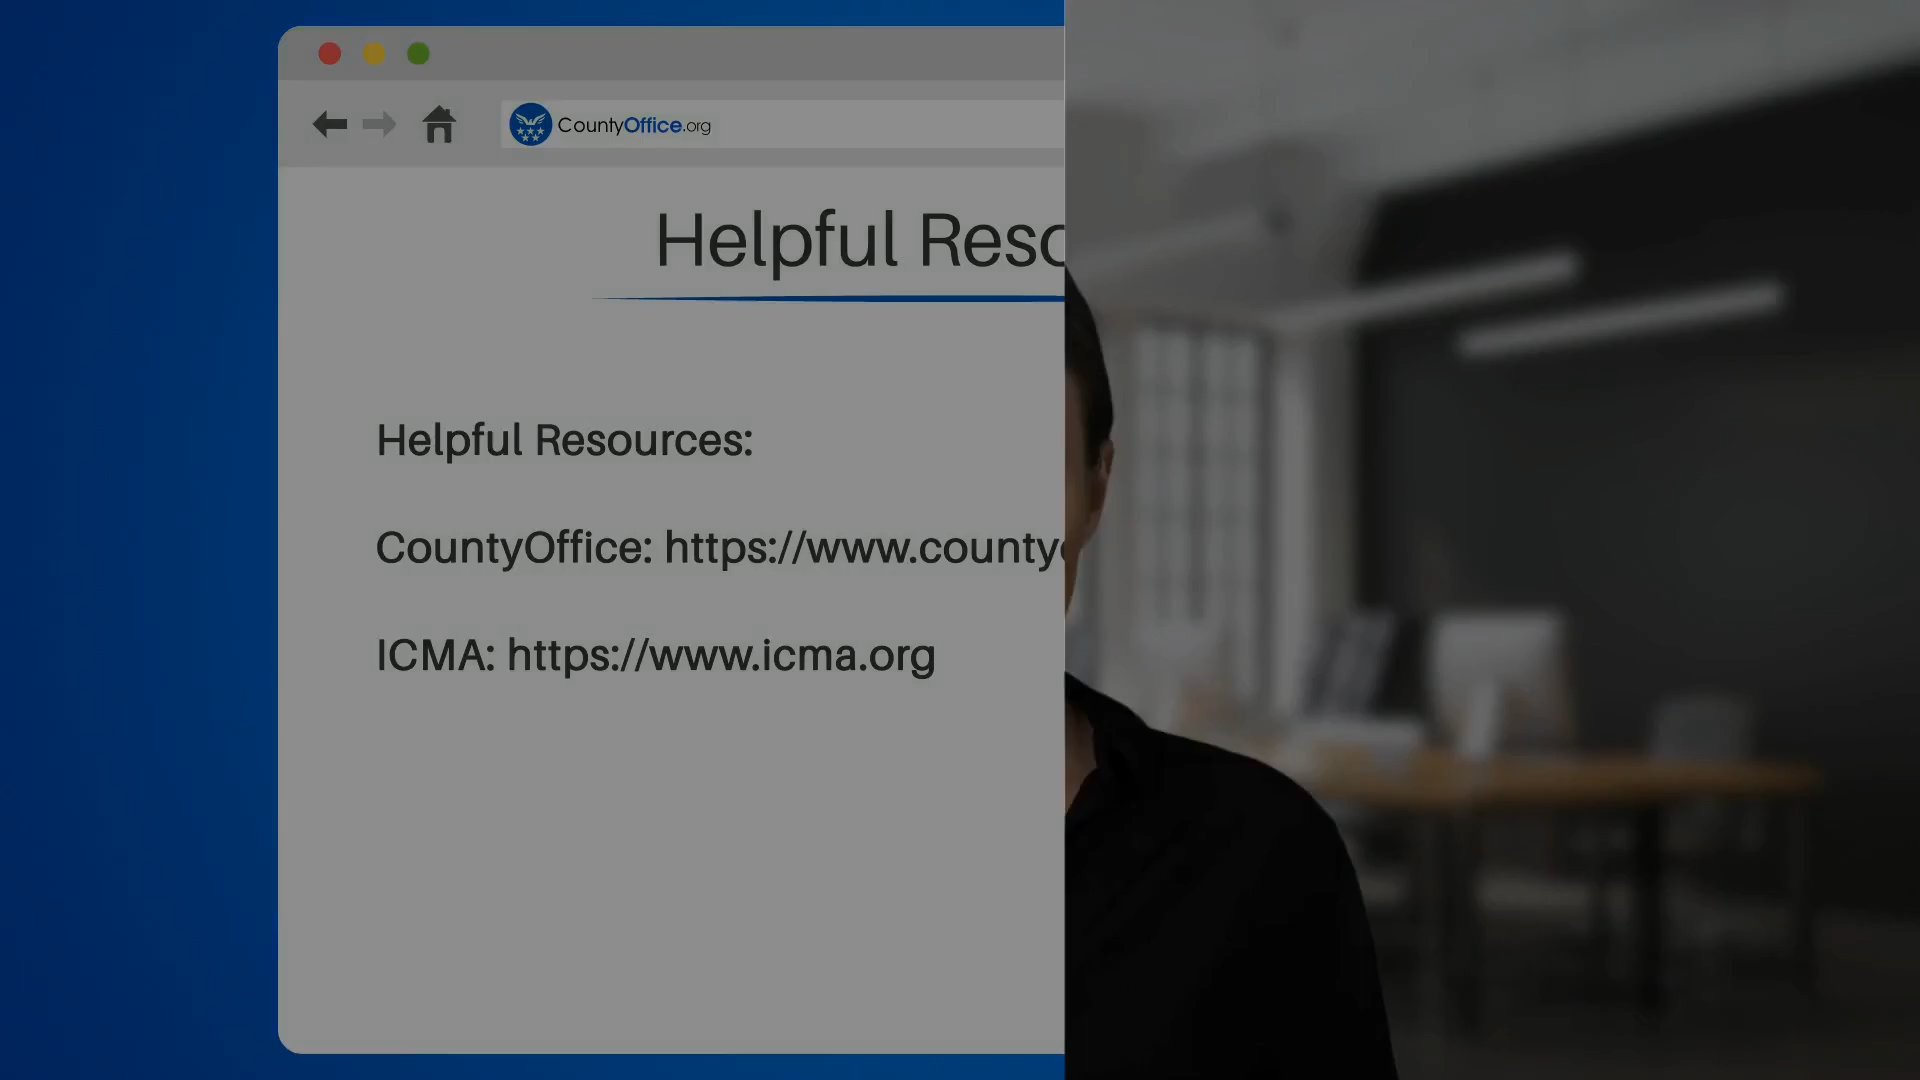 CountyOffice.org
Helpful Reso
Helpful Resources:
CountyOffice: https://www.county
ICMA: https://www.icma.org